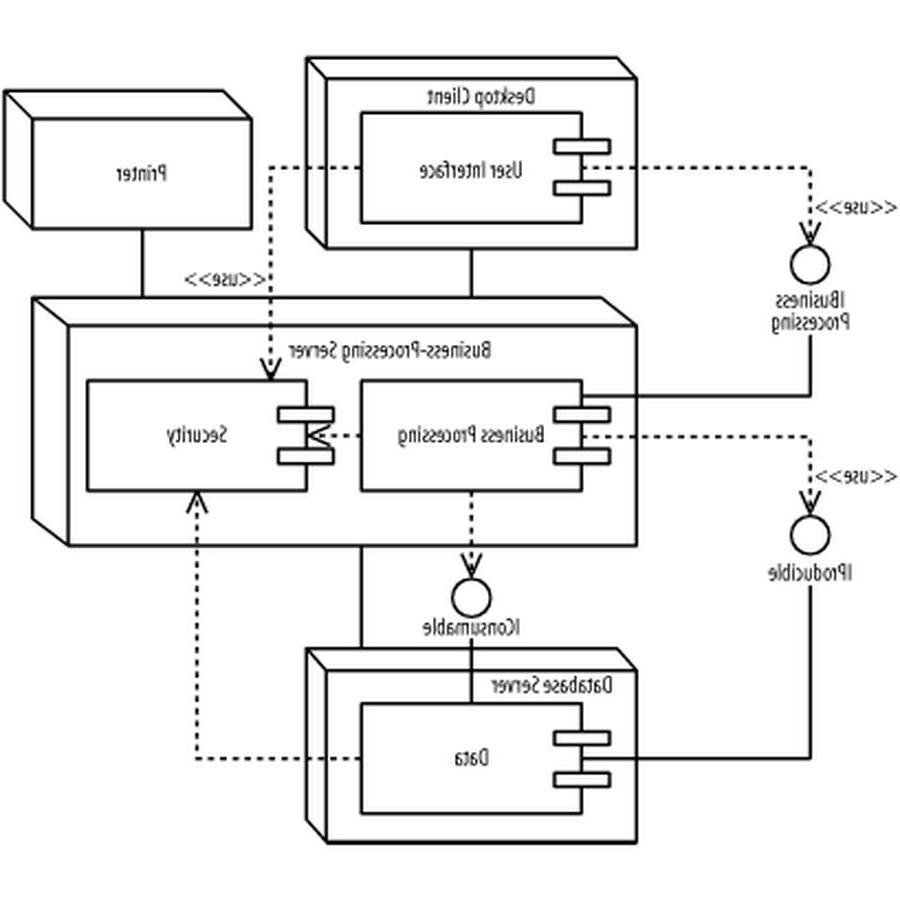 Desktop Client
Printer
User Interface
<<use>>
<<use>>
IBusiness
Processing
Business-Processing Server
Business Processing
Security
<<use>>
IProducible
IConsumable
Database Server
Data